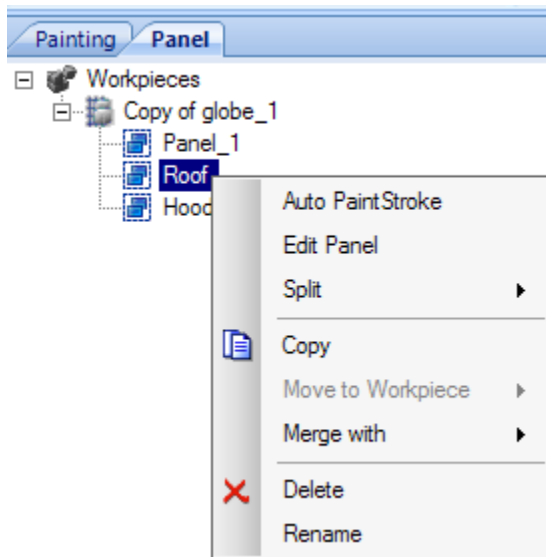 Painting Panel
Workpieces
Copy of globe_1
Panel_1
Roof
Hood
Auto PaintStroke
Edit Panel
Split
Copy
Move to Workpiece
Merge with
Delete
Rename